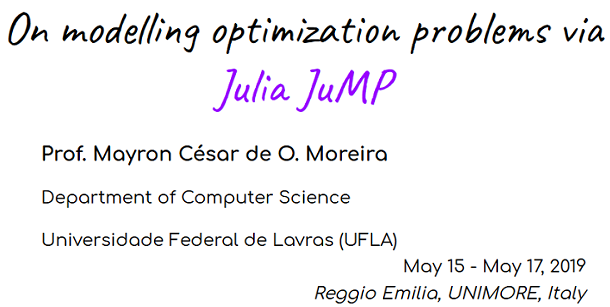 On modelling optimization problems via
Julia JuMP
Prof. Mayron César de O. Moreira
Department of Computer Science
Universidade Federal de Lavras (UFLA)
May 15 - May 17, 2019
Reggio Emilia, UNIMORE, Italy